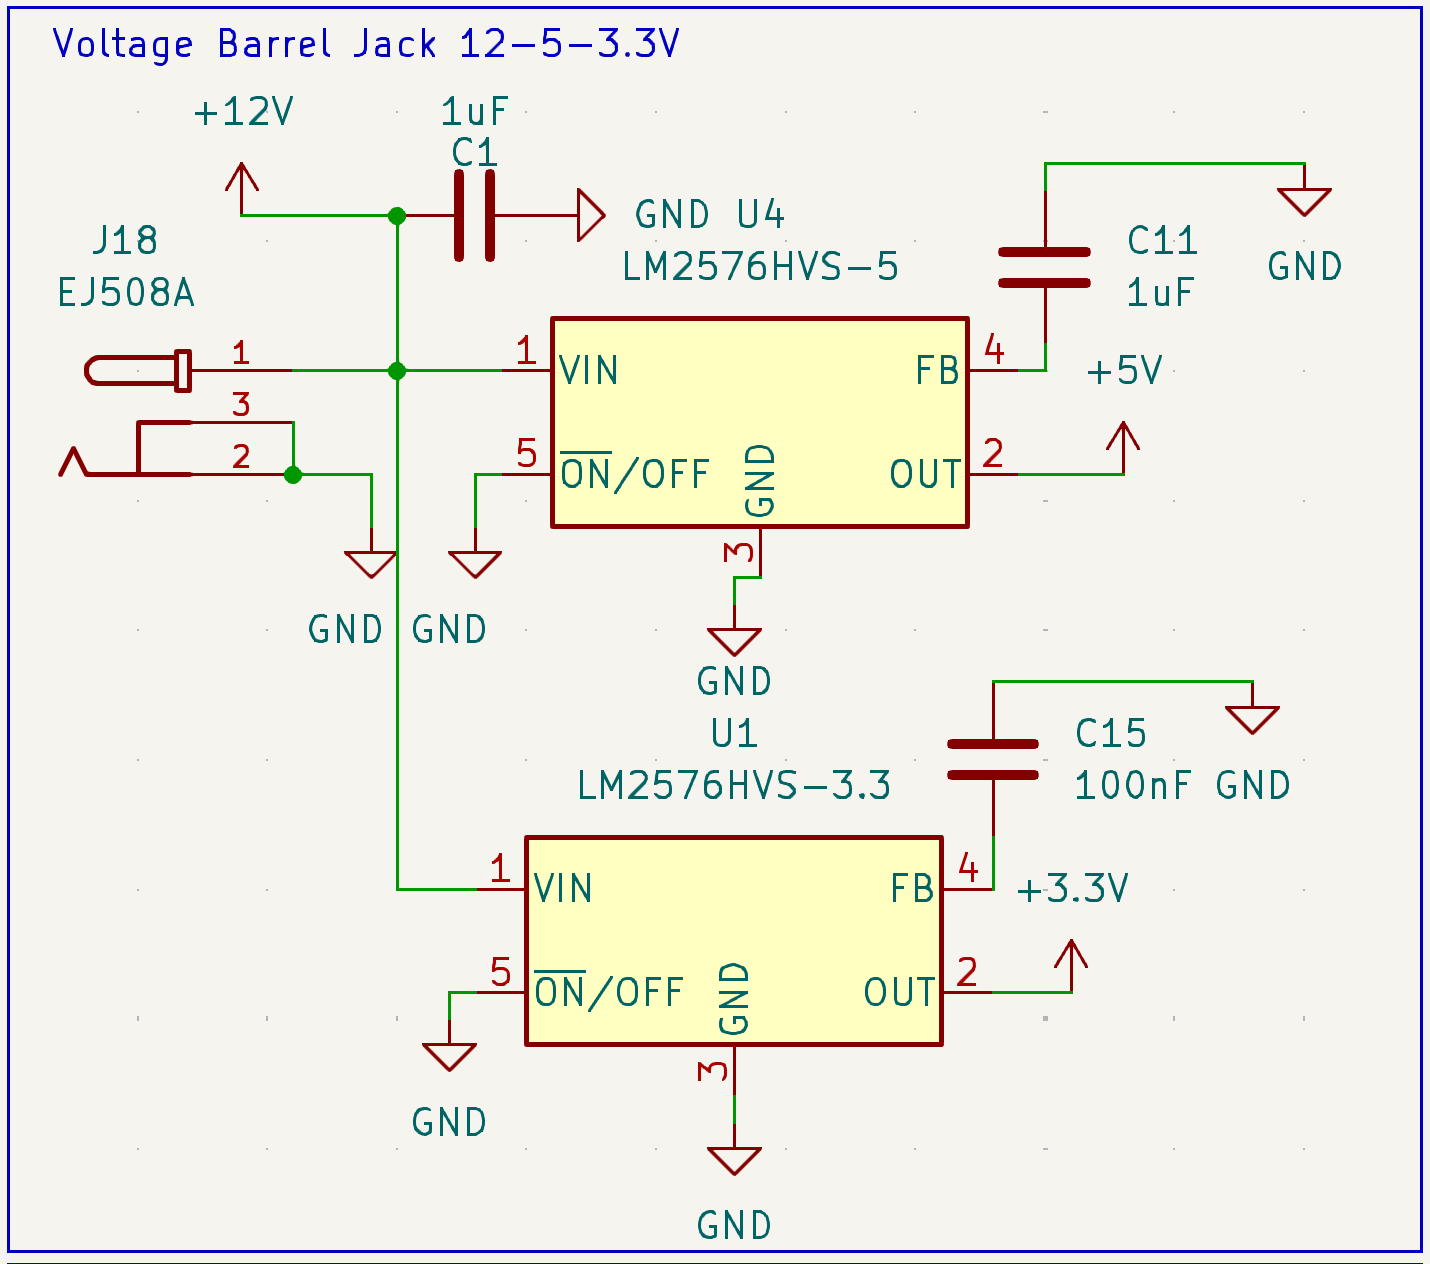 Voltage Barrel Jack 12-5-3.3V
+12V
1uF
C1
GND
U4
LM2576HVS-5
J18
EJ508A
C11
1uF
GND
1
3
2
1
VIN
5
ON/OFF
GND
3
FB
4
OUT
2
+5V
GND
GND
GND
U1
LM2576HVS-3.3
C15
100nF
GND
1
VIN
5
ON/OFF
GND
3
FB
4
OUT
2
+3.3V
GND
GND